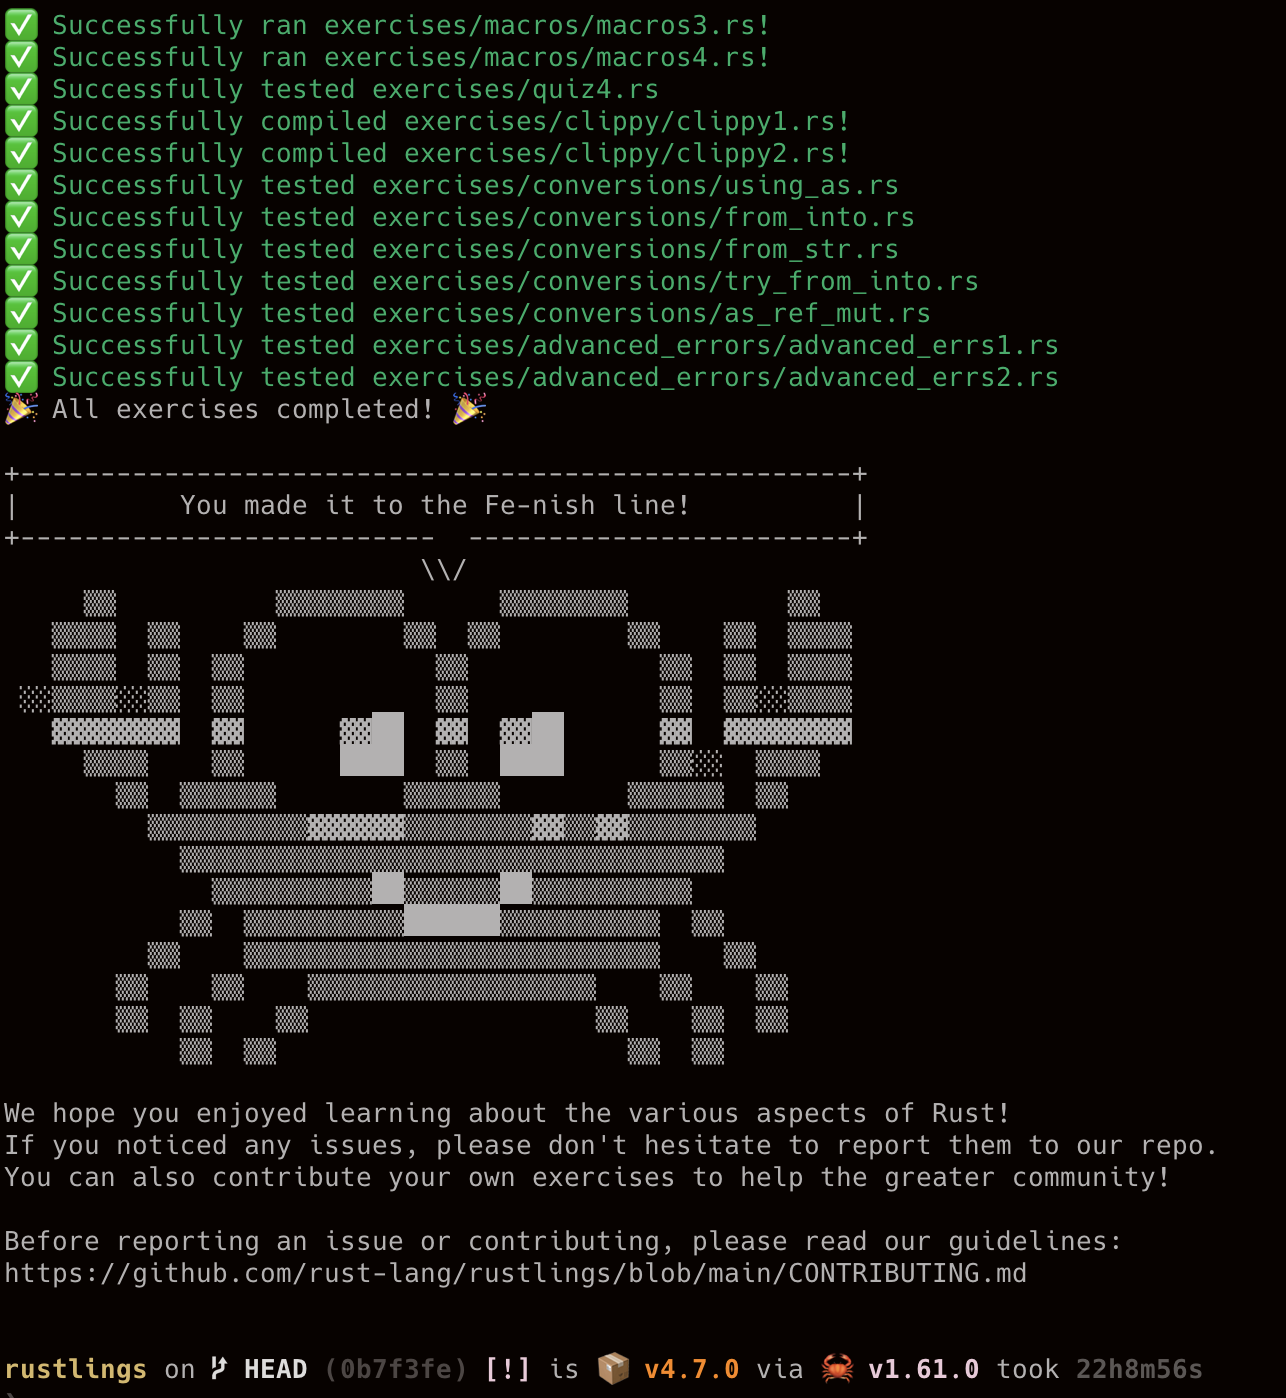 ✅ Successfully ran exercises/macros/macros3.rs!
✅ Successfully ran exercises/macros/macros4.rs!
✅ Successfully tested exercises/quiz4.rs
✅ Successfully compiled exercises/clippy/clippy1.rs!
✅ Successfully compiled exercises/clippy/clippy2.rs!
✅ Successfully tested exercises/conversions/using_as.rs
✅ Successfully tested exercises/conversions/from_into.rs
✅ Successfully tested exercises/conversions/from_str.rs
✅ Successfully tested exercises/conversions/try_from_into.rs
✅ Successfully tested exercises/conversions/as_ref_mut.rs
✅ Successfully tested exercises/advanced_errors/advanced_errs1.rs
✅ Successfully tested exercises/advanced_errors/advanced_errs2.rs
🎉 All exercises completed! 🎉
You made it to the Fe-nish line!
We hope you enjoyed learning about the various aspects of Rust!
If you noticed any issues, please don't hesitate to report them to our repo.
You can also contribute your own exercises to help the greater community!
Before reporting an issue or contributing, please read our guidelines:
https://github.com/rust-lang/rustlings/blob/main/CONTRIBUTING.md
rustlings on HEAD (0b7f3fe) [!] is 📦 v4.7.0 via 🦀 v1.61.0 took 22h8m56s